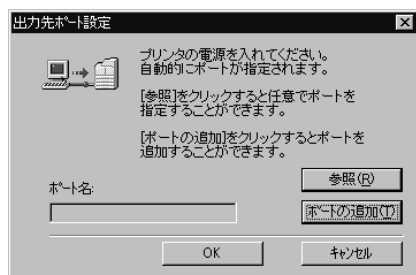 出力先ﾎﾟｰﾄ設定
プリンタの電源を入れてください。
自動的にポートが指定されます。
[参照]をクリックすると任意でポートを
指定することができます。
[ポートの追加]をクリックするとポートを
追加することができます。
ﾎﾟｰﾄ名:
参照(R)
ﾎﾟｰﾄの追加(T)
OK
ｷｬﾝｾﾙ